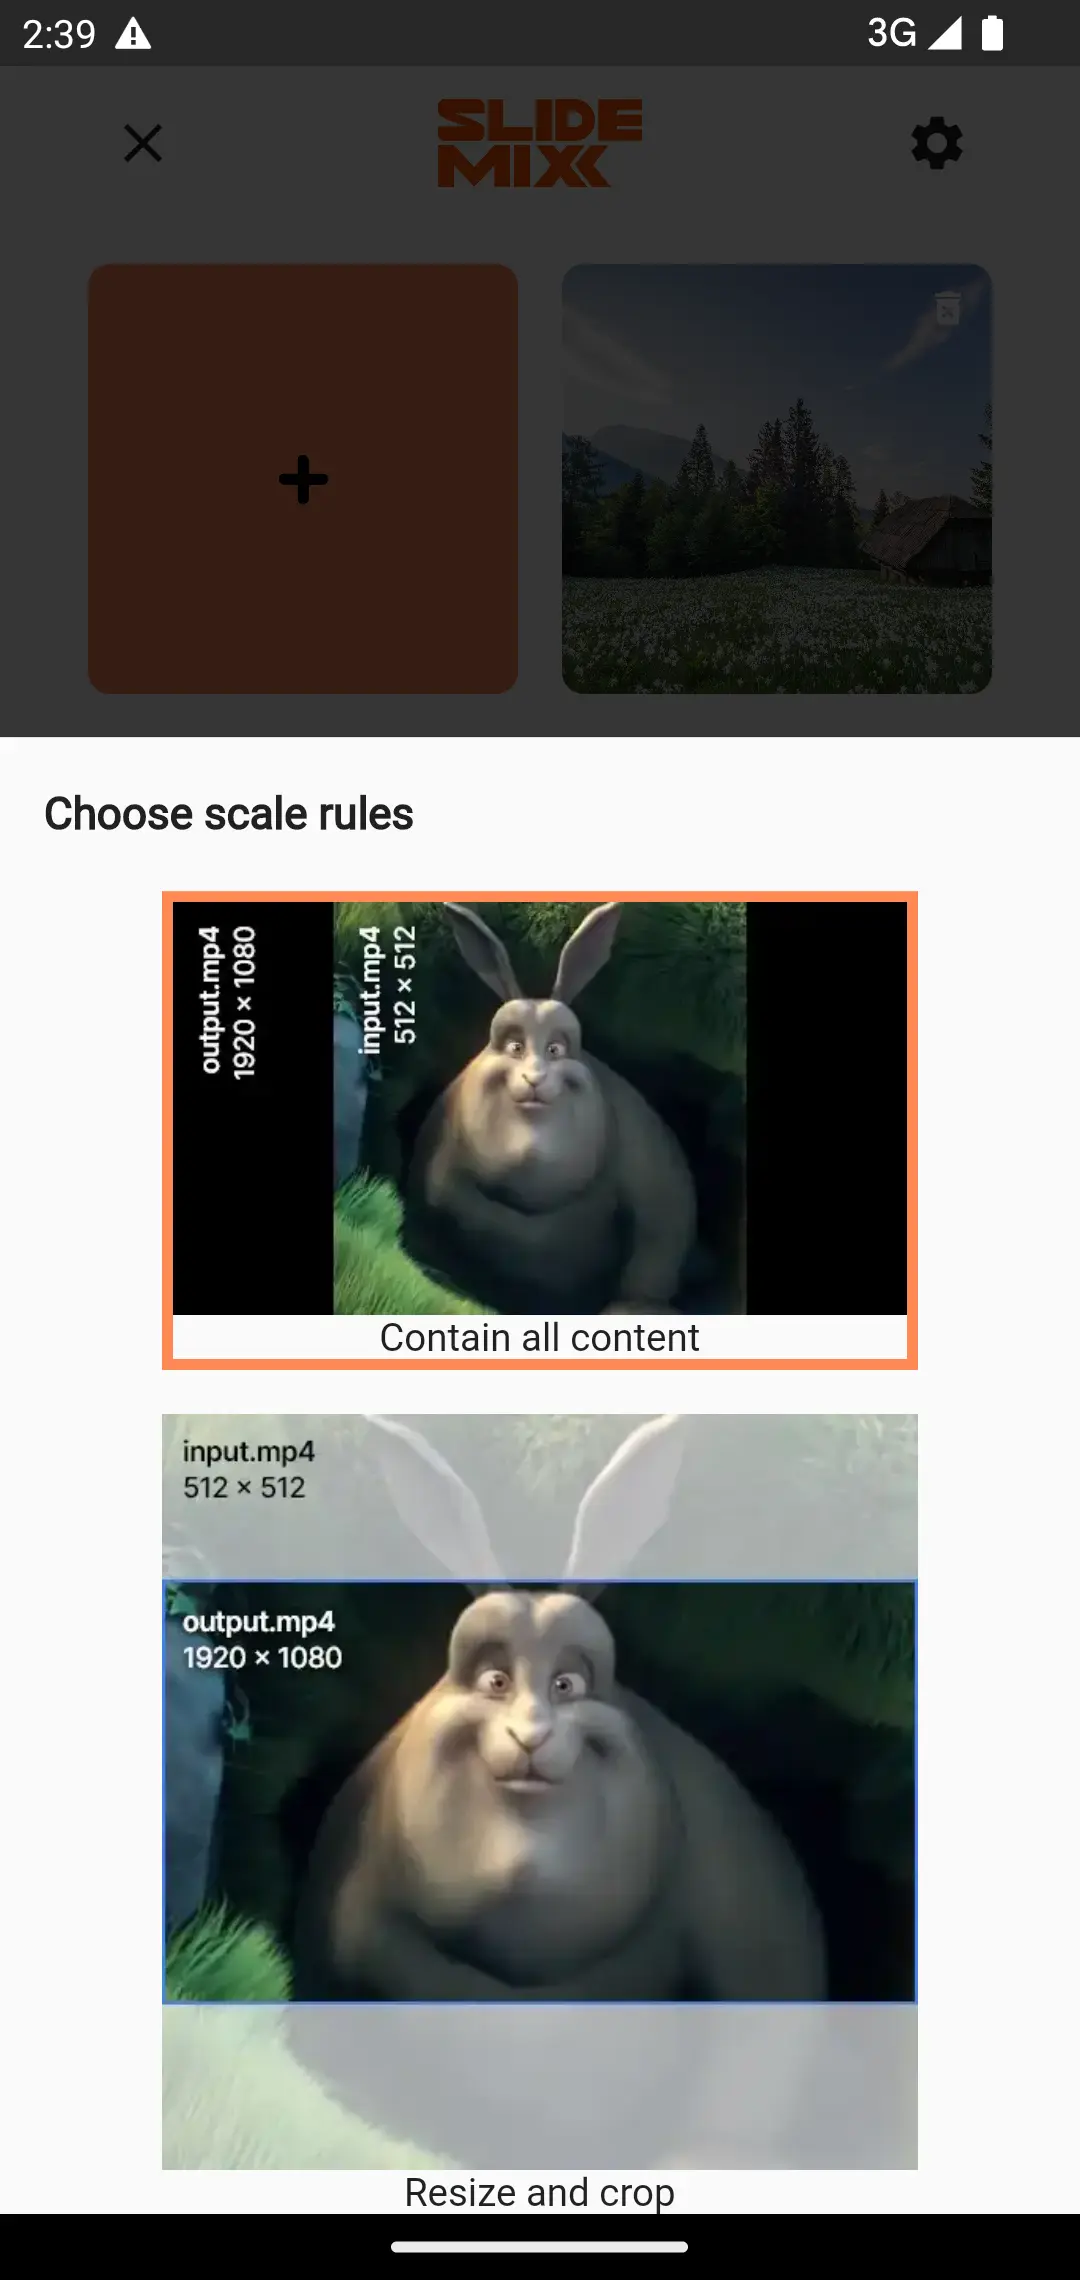 2:39
3G
SLIDE
MIX
Choose scale rules
output.mp4
1920 × 1080
input.mp4
512 × 512
Contain all content
input.mp4
512 × 512
output.mp4
1920 × 1080
Resize and crop